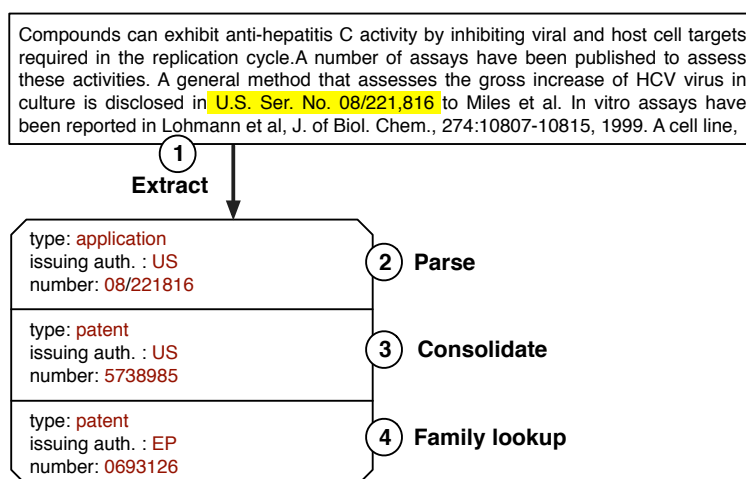 Compounds can exhibit anti-hepatitis C activity by inhibiting viral and host cell targets
required in the replication cycle.A number of assays have been published to assess
these activities. A general method that assesses the gross increase of HCV virus in
culture is disclosed in U.S. Ser. No. 08/221,816 to Miles et al. In vitro assays have
been reported in Lohmann et al, J. of Biol. Chem., 274:10807-10815, 1999. A cell line,
1
Extract
type: application
issuing auth. : US
number: 08/221816
2 Parse
type: patent
issuing auth. : US
number: 5738985
3 Consolidate
type: patent
issuing auth. : EP
number: 0693126
4 Family lookup